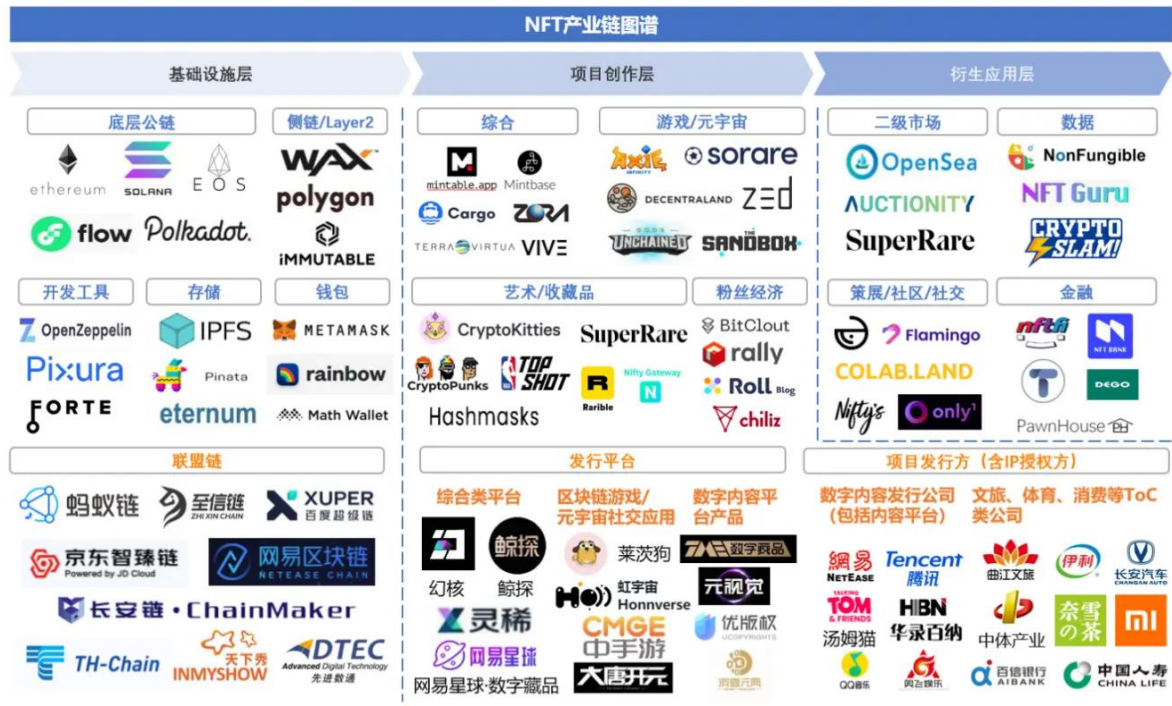 NFT产业链图谱
基础设施层
项目创作层
衍生应用层
底层公链
侧链/Layer2
ethereum
SOLANA
EOS
flow
Polkadot.
WAX
polygon
IMMUTABLE
开发工具
存储
钱包
OpenZeppelin
Pixura
FORTE
IPFS
Pinata
eternum
METAMASK
rainbow
Math Wallet
综合
游戏/元宇宙
mintable.app
Mintbase
Cargo
ZORA
TERRA VIRTUA
VIVE
AXIE
INFINITY
sorare
DECENTRALAND
ZED
UNCHAINED
THE
SANDBOX
艺术/收藏品
粉丝经济
CryptoKitties
SuperRare
CryptoPunks
NBA
TOP
SHOT
R
Rarible
Nifty Gateway
N
Hashmasks
BitClout
rally
Roll Blog
chiliz
二级市场
数据
OpenSea
AUCTIONITY
SuperRare
NonFungible
NFT Guru
CRYPTO
SLAM!
策展/社区/社交
金融
Flamingo
COLAB.LAND
Nifty's
only1
nftfi
NFT BANK
DEGO
PawnHouse
联盟链
蚂蚁链
至信链
ZHI XIN CHAIN
XUPER
百度超级链
京东智臻链
Powered by JD Cloud
网易区块链
NETEASE CHAIN
长安链·ChainMaker
TH-Chain
天下秀
INMYSHOW
DTEC
Advanced Digital Technology
先进数通
发行平台
综合类平台
区块链游戏/
元宇宙社交应用
数字内容平
台产品
幻核
鲸探
鲸探
灵稀
网易星球
网易星球·数字藏品
莱茨狗
虹宇宙
Honnverse
CMGE
中手游
大唐开元
数字藏品
元视觉
优版权
UCOPYRIGHTS
项目发行方（含IP授权方）
数字内容发行公司
(包括内容平台)
文旅、体育、消费等ToC
类公司
網易
NETEASE
Tencent
腾讯
TALKING
TOM
& FRIENDS
汤姆猫
HBN
华录百纳
QQ音乐
曲江文旅
伊利
长安汽车
CHANGAN AUTO
中体产业
奈雪
の茶
百信银行
AIBANK
中国人寿
CHINA LIFE